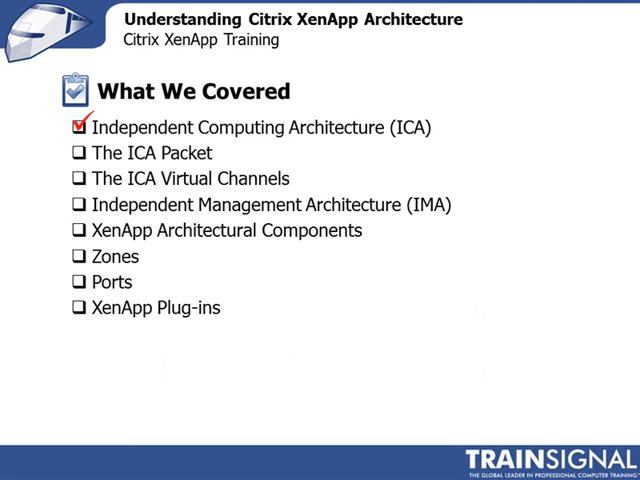 Understanding Citrix XenApp Architecture
Citrix XenApp Training
What We Covered
Independent Computing Architecture (ICA)
The ICA Packet
The ICA Virtual Channels
Independent Management Architecture (IMA)
XenApp Architectural Components
Zones
Ports
XenApp Plug-ins
TRAINSIGNAL
THE GLOBAL LEADER IN PROFESSIONAL COMPUTER TRAINING